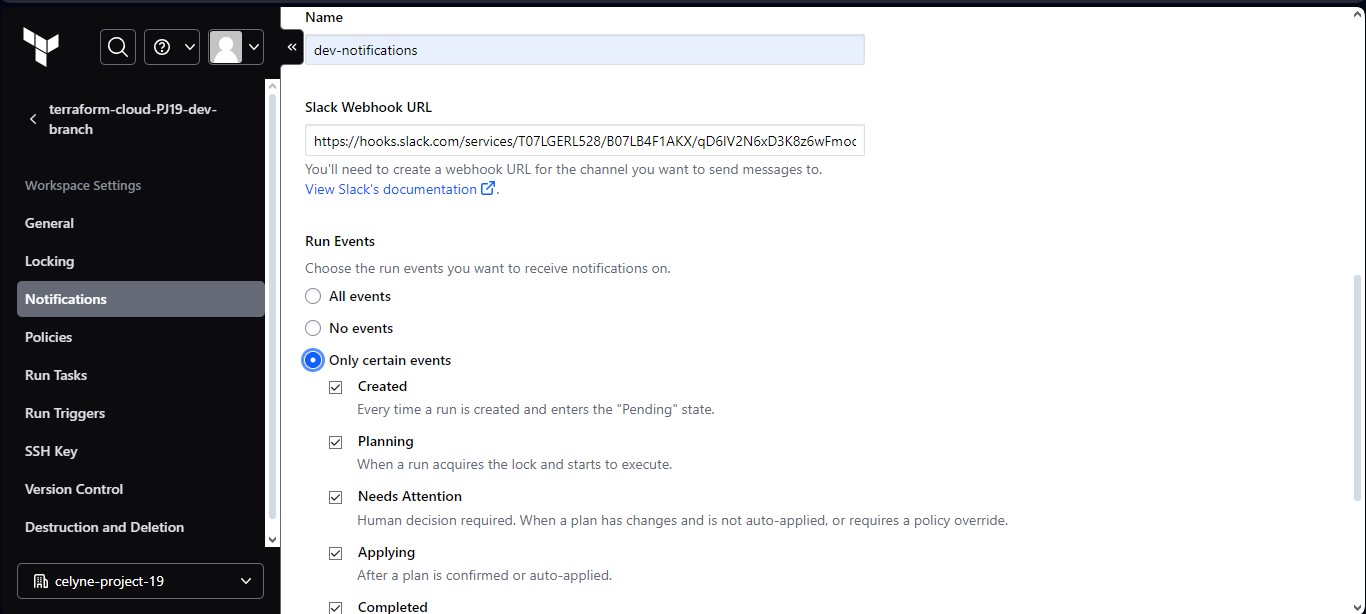 terraform-cloud-PJ19-dev-
branch
Workspace Settings
General
Locking
Notifications
Policies
Run Tasks
Run Triggers
SSH Key
Version Control
Destruction and Deletion
celyne-project-19
Name
dev-notifications
Slack Webhook URL
https://hooks.slack.com/services/T07LGERL528/B07LB4F1AKX/qD6IV2N6xD3K8z6wFmoc
You'll need to create a webhook URL for the channel you want to send messages to.
View Slack's documentation.
Run Events
Choose the run events you want to receive notifications on.
All events
No events
Only certain events
Created
Every time a run is created and enters the "Pending" state.
Planning
When a run acquires the lock and starts to execute.
Needs Attention
Human decision required. When a plan has changes and is not auto-applied, or requires a policy override.
Applying
After a plan is confirmed or auto-applied.
Completed